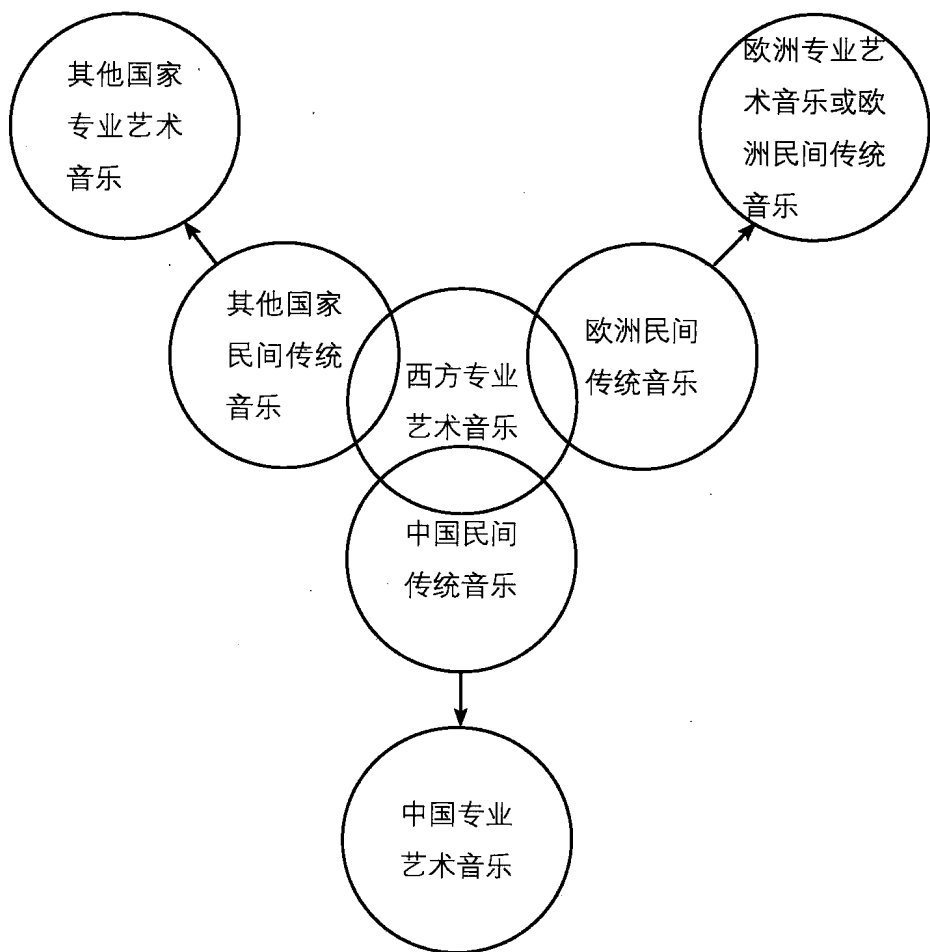 其他国家
专业艺术
音乐
欧洲专业艺
术音乐或欧
洲民间传统
音乐
其他国家
民间传统
音乐
西方专业
艺术音乐
欧洲民间
传统音乐
中国民间
传统音乐
中国专业
艺术音乐